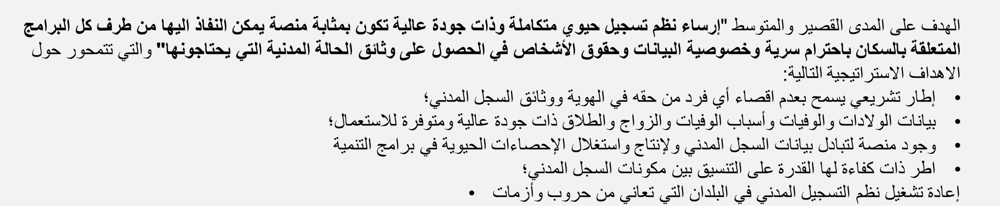 الهدف على المدى القصير والمتوسط "إرساء نظم تسجيل حيوي متكاملة وذات جودة عالية تكون بمثابة منصة يمكن النفاذ اليها من طرف كل البرامج
المتعلقة بالسكان باحترام سرية وخصوصية البيانات وحقوق الأشخاص في الحصول على وثائق الحالة المدنية التي يحتاجونها" والتي تتمحور حول
الاهداف الاستراتيجية التالية:
• إطار تشريعي يسمح بعدم اقصاء أي فرد من حقه في الهوية ووثائق السجل المدني؛
• بيانات الولادات والوفيات وأسباب الوفيات والزواج والطلاق ذات جودة عالية ومتوفرة للاستعمال؛
• وجود منصة لتبادل بيانات السجل المدني ولإنتاج واستغلال الإحصاءات الحيوية في برامج التنمية
• اطر ذات كفاءة لها القدرة على التنسيق بين مكونات السجل المدني؛
إعادة تشغيل نظم التسجيل المدني في البلدان التي تعاني من حروب وأزمات •